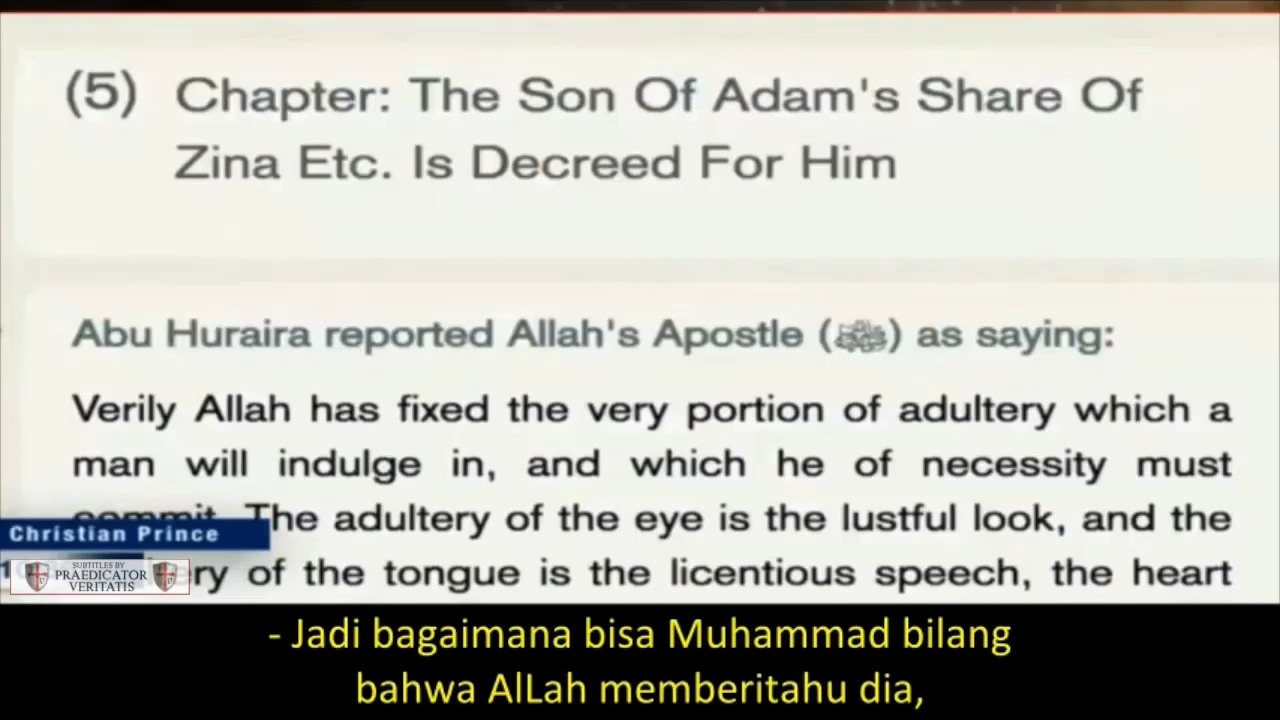 (5) Chapter: The Son Of Adam's Share Of
Zina Etc. Is Decreed For Him
Abu Huraira reported Allah's Apostle (ﷺ) as saying:
Verily Allah has fixed the very portion of adultery which a
man will indulge in, and which he of necessity must
commit. The adultery of the eye is the lustful look, and the
ery of the tongue is the licentious speech, the heart
Christian Prince
SUBTITLES BY
PRAEDICATOR
VERITATIS
- Jadi bagaimana bisa Muhammad bilang
bahwa AlLah memberitahu dia,